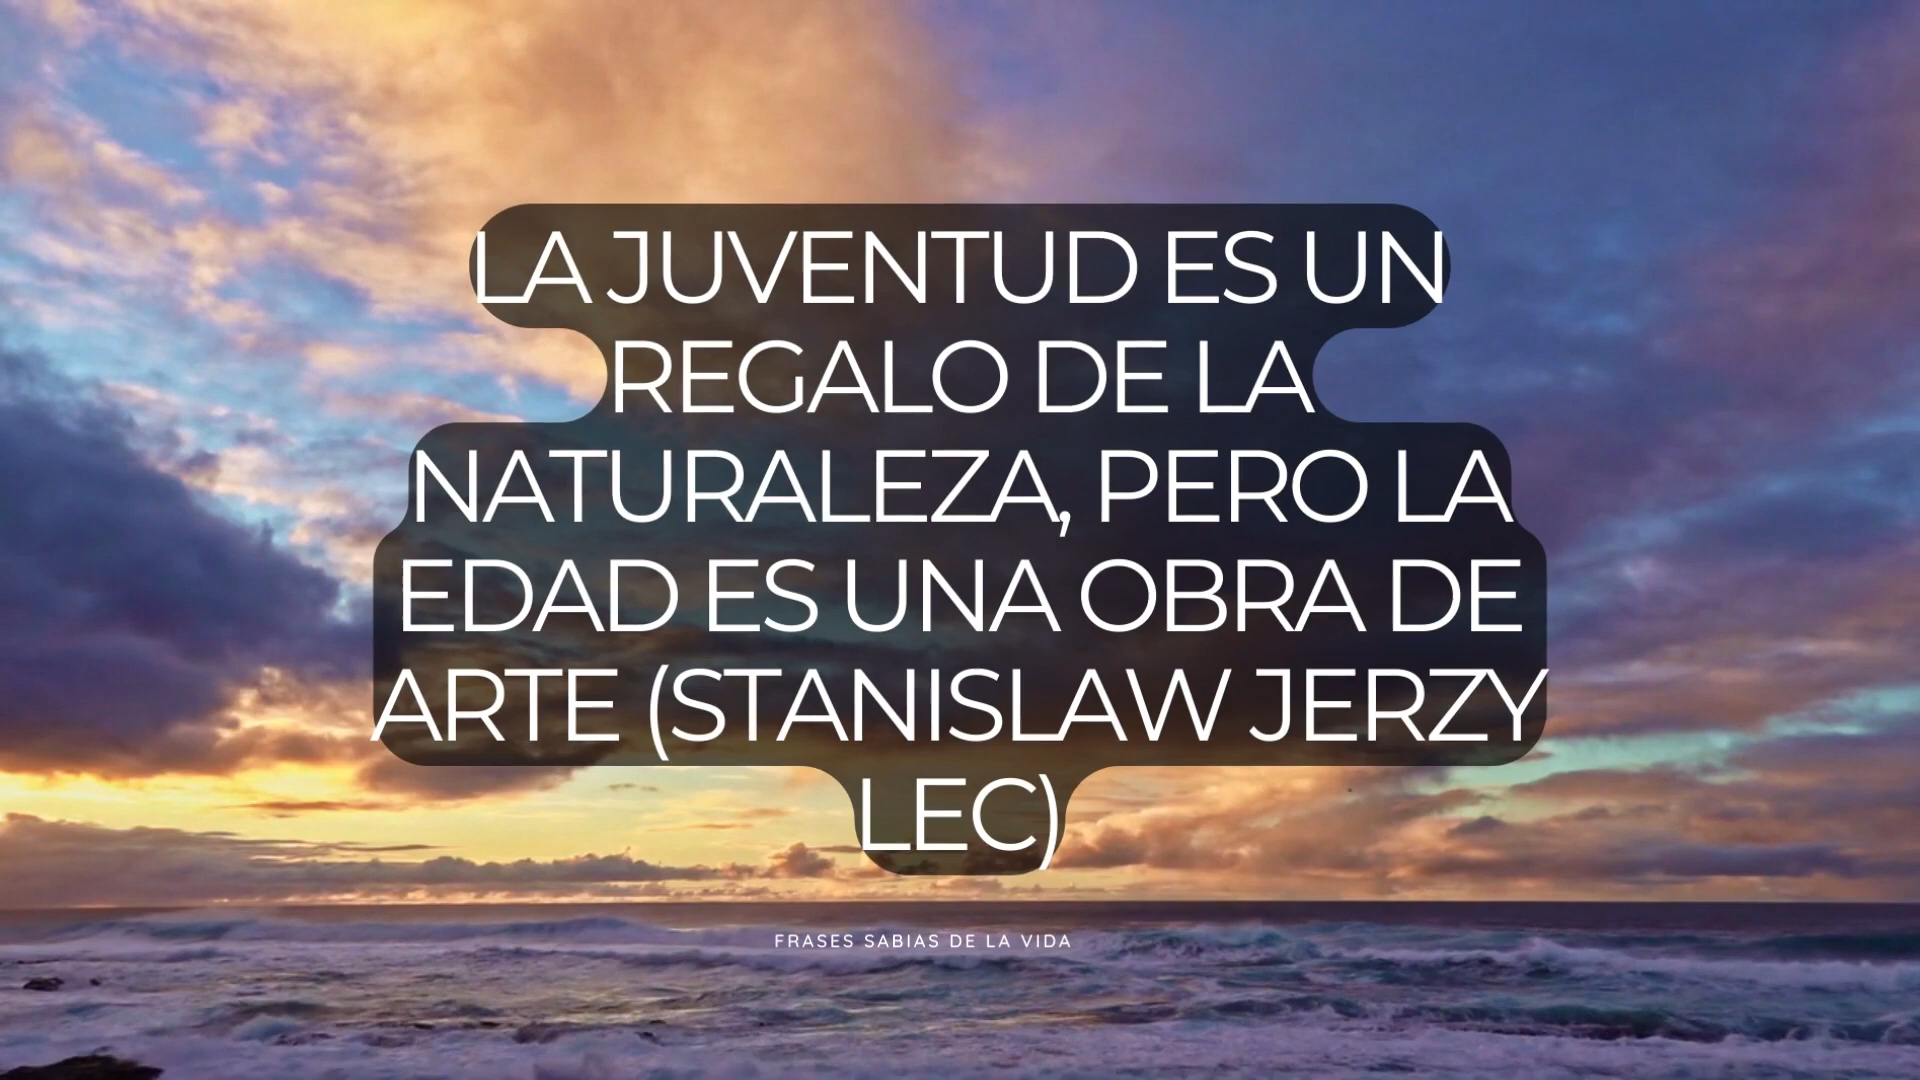 LA JUVENTUD ES UN
REGALO DE LA
NATURALEZA, PERO LA
EDAD ES UNA OBRA DE
ARTE (STANISLAW JERZY
LEC)
FRASES SABIAS DE LA VIDA